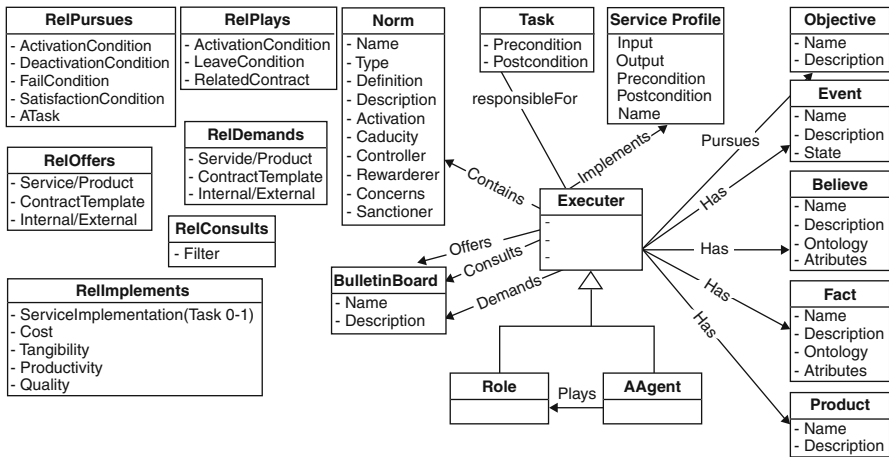 RelPursues
- ActivationCondition
- DeactivationCondition
- FailCondition
- SatisfactionCondition
- ATask
RelPlays
- ActivationCondition
- LeaveCondition
- RelatedContract
Norm
- Name
- Type
- Definition
- Description
- Activation
- Caducity
- Controller
- Rewarderer
- Concerns
- Sanctioner
Task
- Precondition
- Postcondition
Service Profile
Input
Output
Precondition
Postcondition
Name
Objective
- Name
- Description
Event
- Name
- Description
- State
RelOffers
- Service/Product
- ContractTemplate
- Internal/External
RelDemands
- Servide/Product
- ContractTemplate
- Internal/External
RelConsults
- Filter
responsibleFor
Implements
Pursues
Contains
Executer
-
-
-
Has
Has
Has
Has
Believe
- Name
- Description
- Ontology
- Atributes
Offers
Consults
Demands
BulletinBoard
- Name
- Description
RelImplements
- ServiceImplementation(Task 0-1)
- Cost
- Tangibility
- Productivity
- Quality
Fact
- Name
- Description
- Ontology
- Atributes
Role
Plays
AAgent
Product
- Name
- Description